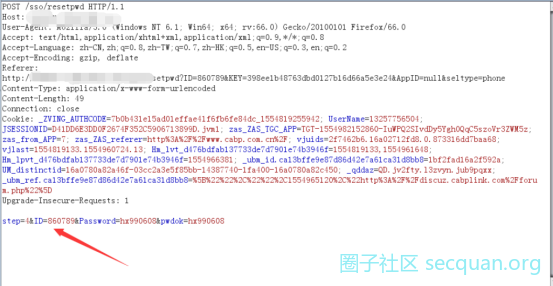 POST /sso/resetpwd HTTP/1.1
Host:
User-Agent: Mozilla/5.0 (Windows NT 6.1; Win64; x64; rv:66.0) Gecko/20100101 Firefox/66.0
Accept: text/html,application/xhtml+xml,application/xml;q=0.9,*/*;q=0.8
Accept-Language: zh-CN,zh;q=0.8,zh-TW;q=0.7,zh-HK;q=0.5,en-US;q=0.3,en;q=0.2
Accept-Encoding: gzip, deflate
Referer:
http:/ setpwd?ID=860789&KEY=398ee1b48763dbd0127b16d66a5e3e24&AppID=null&seltype=phone
Content-Type: application/x-www-form-urlencoded
Content-Length: 49
Connection: close
Cookie: _ZVING_AUTHCODE=7b0b431e15ad01effae41f6fb6fe84dc_1554819255942; UserName=13257756504;
JSESSIONID=D41DD6E3DD0F2674F352C5906713899D.jvm1; zas_ZAS_TGC_APP=TGT-1554982152860-IuWPQ2SIvdDy5Ygh0QqC5szoVr3ZWM5z;
zas_from_APP=7; zas_ZAS_referer=http%3A%2F%2Fwww.cabp.com.cn%2F; vjuids=2f7462b6.16a02712fd8.0.873316dd7baa68;
vjlast=1554819133.1554960724.13; Hm_lvt_d476bdfab137733de7d7901e74b3946f=1554819133,1554961648;
Hm_lpvt_d476bdfab137733de7d7901e74b3946f=1554966381; _ubm_id.ca13bffe9e87d86d42e7a61ca31d8bb8=1bf2fad16a2f592a;
UM_distinctid=16a0780a82a46f-03cc2a3e5f85bb-14387740-1fa400-16a0780a82c450; _qddaz=QD.jv2fty.l3zvyn.jub9pqxx;
_ubm_ref.ca13bffe9e87d86d42e7a61ca31d8bb8=%5B%22%22%2C%22%22%2C1554965120%2C%22http%3A%2F%2Fdiscuz.cabplink.com%2Fforu
m.php%22%5D
Upgrade-Insecure-Requests: 1
step=4&ID=860789&Password=hx990608&pwdok=hx990608
圈子社区 secquan.org